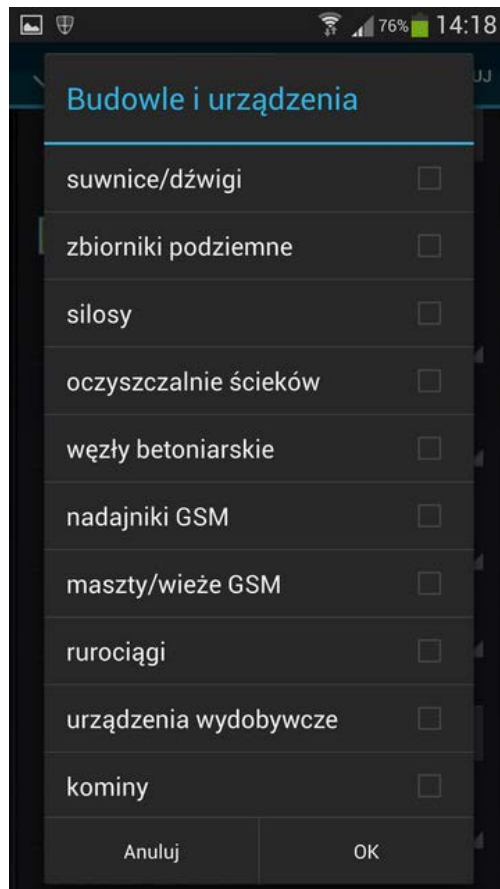 76% 14:18
UJ
Budowle i urządzenia
suwnice/dźwigi
zbiorniki podziemne
silosy
oczyszczalnie ścieków
węzły betoniarskie
nadajniki GSM
maszty/wieże GSM
rurociągi
urządzenia wydobywcze
kominy
Anuluj OK